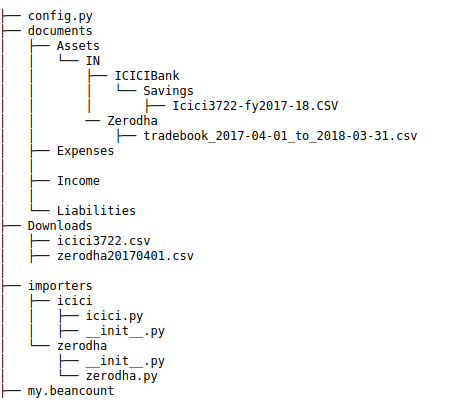 ├── config.py
├── documents
│   ├── Assets
│   │   └── IN
│   │       ├── ICICIBank
│   │       │   └── Savings
│   │       │       ├── Icici3722-fy2017-18.CSV
│   │       ── Zerodha
│   │           ├── tradebook_2017-04-01_to_2018-03-31.csv
│   ├── Expenses
│   │
│   ├── Income
│   │
│   └── Liabilities
├── Downloads
│   ├── icici3722.csv
│   ├── zerodha20170401.csv
│
├── importers
│   ├── icici
│   │   ├── icici.py
│   │   ├── __init__.py
│   └── zerodha
│       ├── __init__.py
│       └── zerodha.py
├── my.beancount